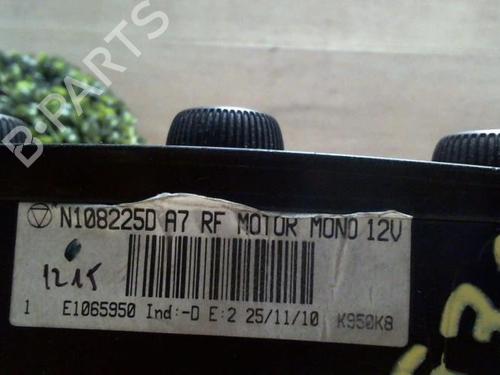 B-PARTS
N108225D A7 RF MOTOR MONO 12V
1215
1 E1065950 Ind:-D E:2 25/11/10 K950K8